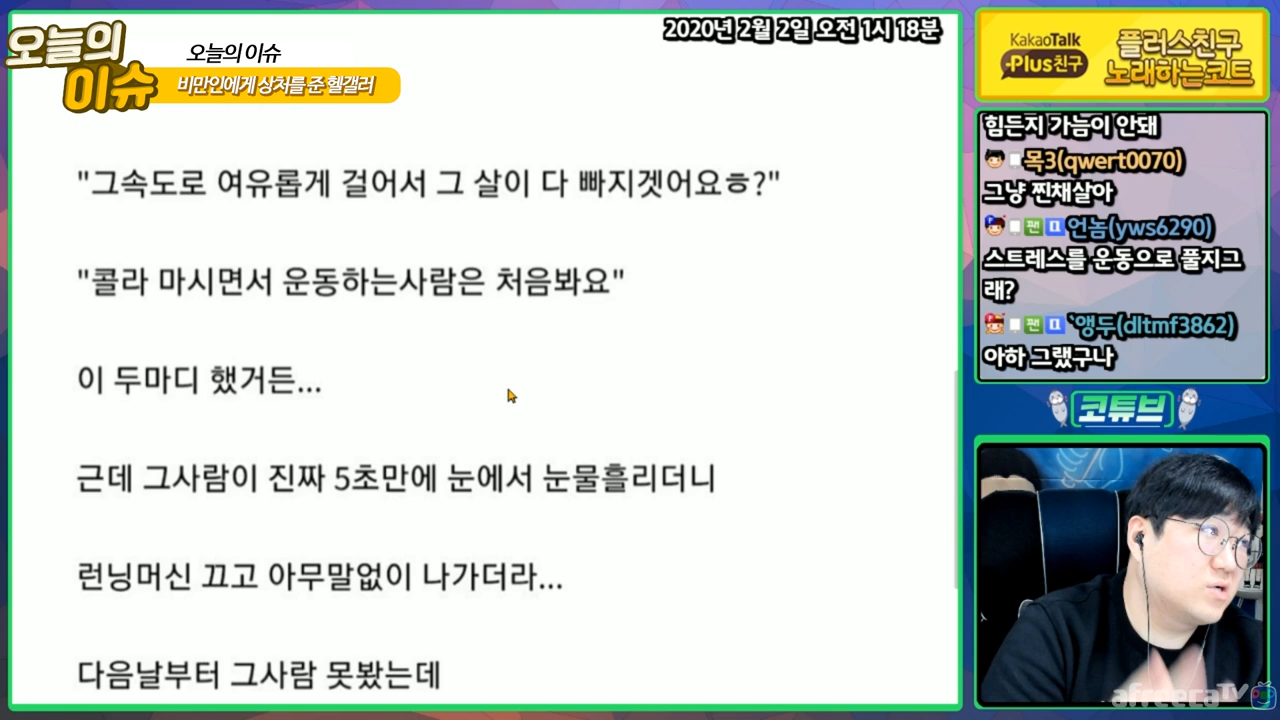 오늘의
이슈
오늘의 이슈
비만인에게 상처를 준 헬갤러
2020년 2월 2일 오전 1시 18분
"그속도로 여유롭게 걸어서 그 살이 다 빠지겟어요ㅎ?"
"콜라 마시면서 운동하는사람은 처음봐요"
이 두마디 했거든...
근데 그사람이 진짜 5초만에 눈에서 눈물흘리더니
런닝머신 끄고 아무말없이 나가더라...
다음날부터 그사람 못봤는데
KakaoTalk
Plus친구
플러스친구
노래하는코트
힘든지 가늠이 안돼
목3(qwert0070)
그냥 찐채살아
팬 언놈(yws6290)
스트레스를 운동으로 풀지그
래?
팬 `앵두(dltmf3862)
아하 그랬구나
코튜브
afreecaTV